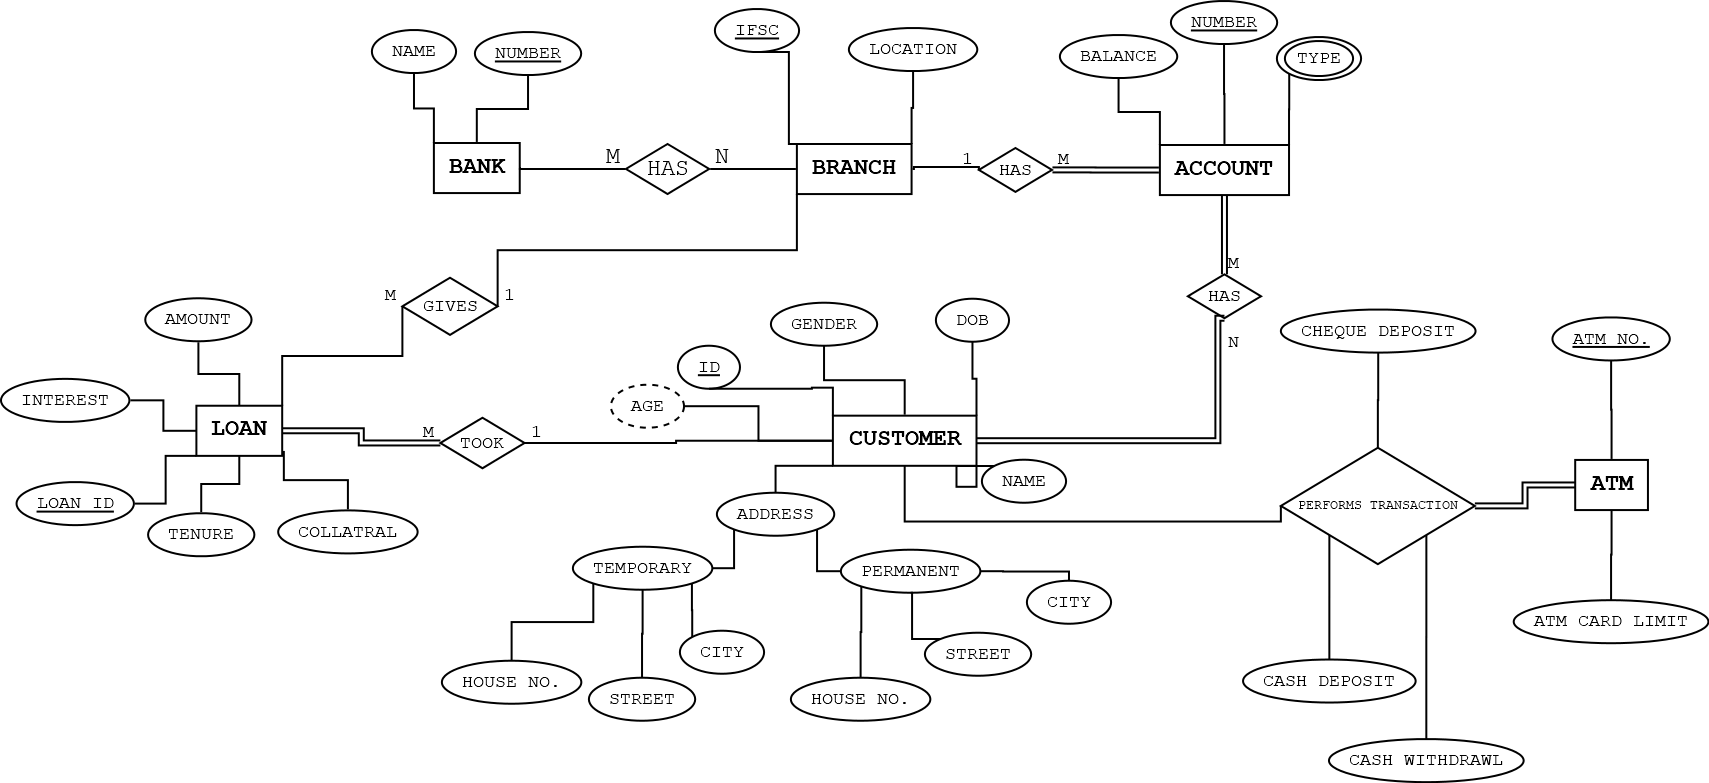 IFSC
NUMBER
NAME
NUMBER
LOCATION
BALANCE
TYPE
BANK
M
HAS
N
BRANCH
1
HAS
M
ACCOUNT
M
HAS
N
M
GIVES
1
AMOUNT
GENDER
DOB
CHEQUE DEPOSIT
ATM NO.
ID
INTEREST
AGE
LOAN
M
TOOK
1
CUSTOMER
NAME
ATM
LOAN ID
TENURE
COLLATRAL
ADDRESS
PERFORMS TRANSACTION
TEMPORARY
PERMANENT
CITY
ATM CARD LIMIT
CITY
STREET
HOUSE NO.
STREET
HOUSE NO.
CASH DEPOSIT
CASH WITHDRAWL